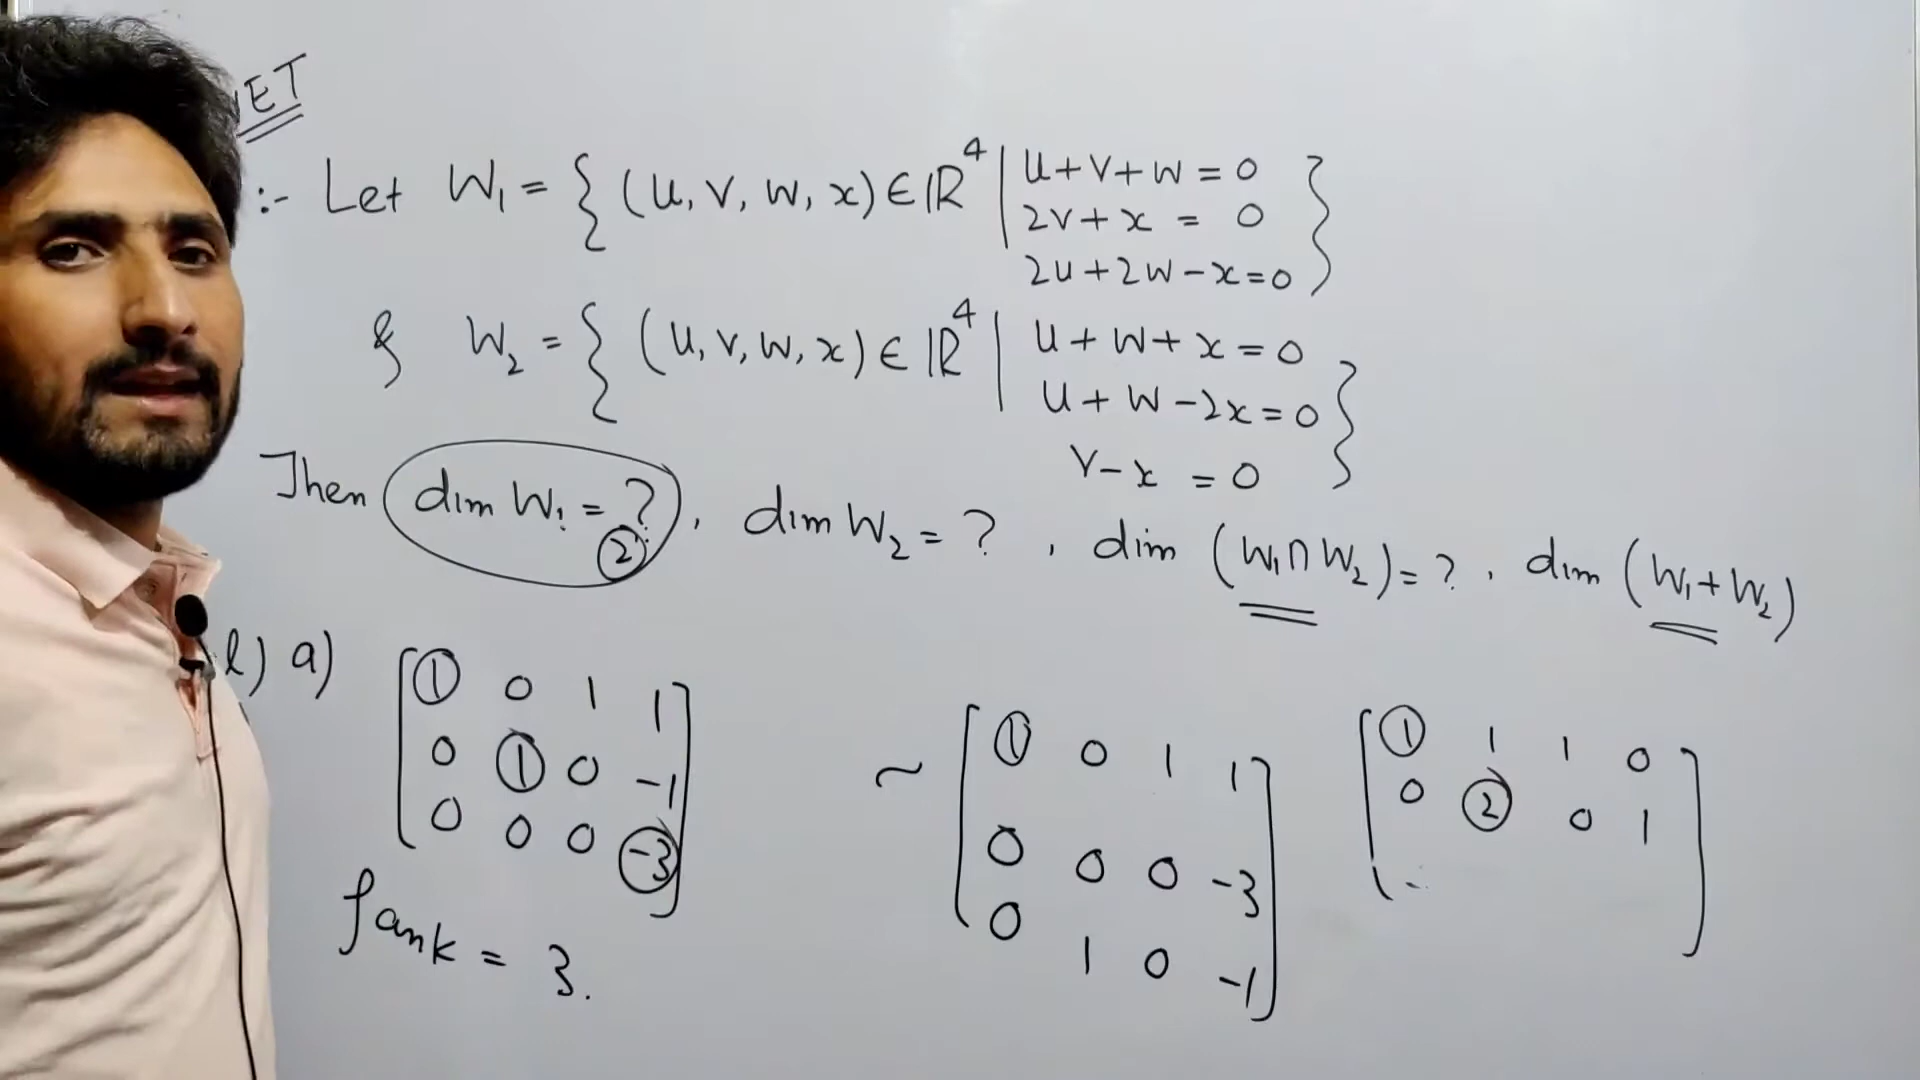 NET
:- Let W₁ = { (u, v, w, x) ∈ ℝ⁴ | u + v + w = 0
2v + x = 0
2u + 2w - x = 0 }
& W₂ = { (u, v, w, x) ∈ ℝ⁴ | u + w + x = 0
u + w - 2x = 0
v - x = 0 }
Then dim W₁ = ? ②, dim W₂ = ?, dim (W₁ ∩ W₂) = ?, dim (W₁ + W₂)
l) a)
[① 0 1 1
0 ① 0 -1
0 0 0 -3]
Rank = 3.
~ [① 0 1 1
0 0 0 -3
0 1 0 -1]
[① 1 1 0
0 ② 0 1
]